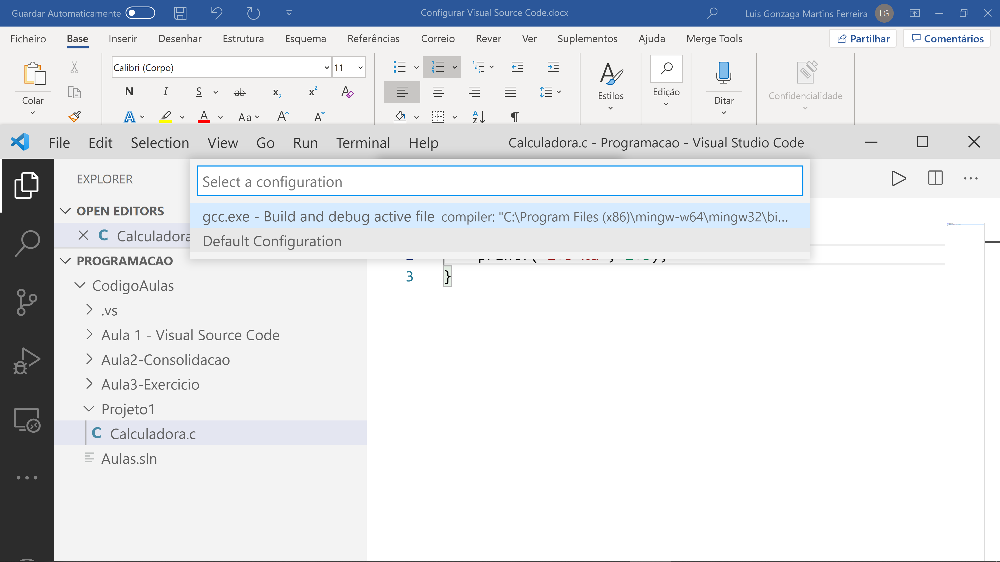 Guardar Automaticamente
Configurar Visual Source Code.docx
Luis Gonzaga Martins Ferreira LG
Ficheiro Base Inserir Desenhar Estrutura Esquema Referências Correio Rever Ver Suplementos Ajuda Merge Tools Partilhar Comentários
Calibri (Corpo) 11
N I S ab x2 x2 A
Colar
Estilos
Edição
Ditar
Confidencialidade
A A Aa A A A Z
File Edit Selection View Go Run Terminal Help Calculadora.c - Programacao - Visual Studio Code
EXPLORER
Select a configuration
OPEN EDITORS
gcc.exe - Build and debug active file compiler: "C:\Program Files (x86)\mingw-w64\mingw32\bi...
C Calculadora
Default Configuration
PROGRAMACAO
3 }
CodigoAulas
.vs
Aula 1 - Visual Source Code
Aula2-Consolidacao
Aula3-Exercicio
Projeto1
C Calculadora.c
Aulas.sln